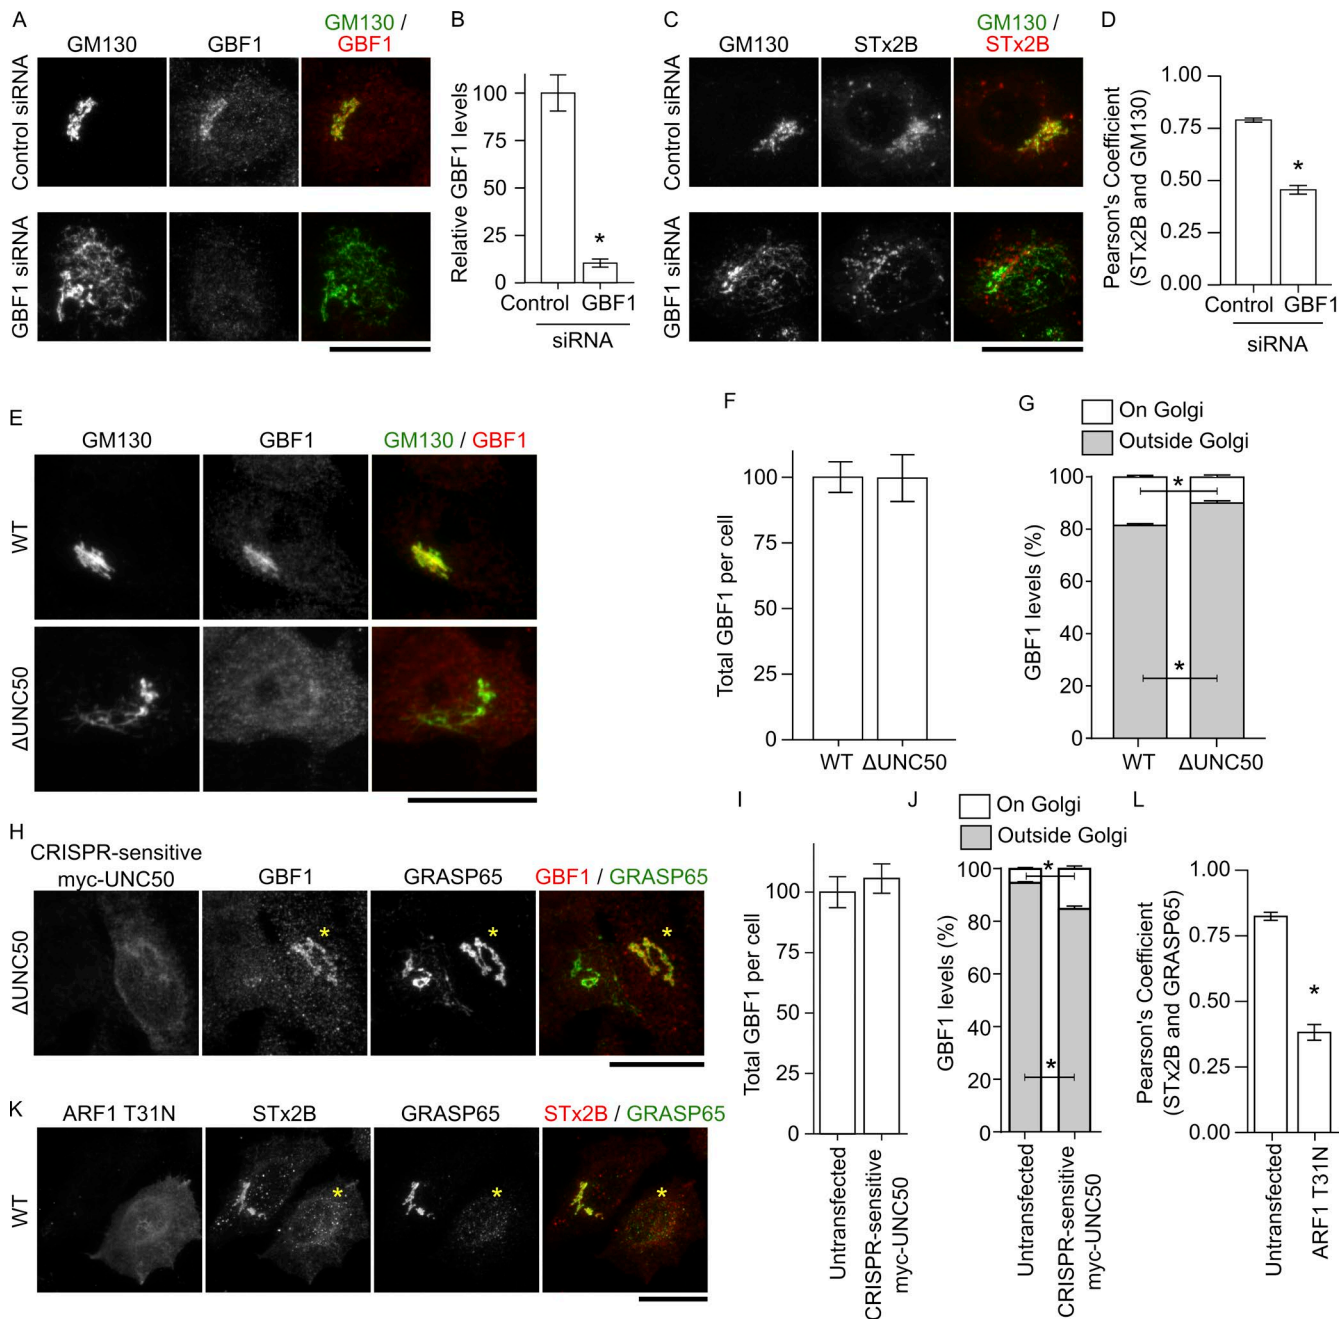 A
GM130
GBF1
GM130 /
GBF1
Control siRNA
GBF1 siRNA
B
Relative GBF1 levels
100
75
50
25
0
*
Control GBF1
siRNA
C
GM130
STx2B
GM130 /
STx2B
Control siRNA
GBF1 siRNA
D
Pearson's Coefficient
(STx2B and GM130)
1.00
0.75
0.50
0.25
0.00
*
Control GBF1
siRNA
E
GM130
GBF1
GM130 / GBF1
WT
ΔUNC50
F
Total GBF1 per cell
100
75
50
25
0
WT ΔUNC50
G
On Golgi
Outside Golgi
GBF1 levels (%)
100
80
60
40
20
0
*
*
WT ΔUNC50
H
CRISPR-sensitive
myc-UNC50
GBF1
GRASP65
GBF1 / GRASP65
ΔUNC50
*
*
*
I
Total GBF1 per cell
100
75
50
25
0
Untransfected
CRISPR-sensitive
myc-UNC50
J
On Golgi
Outside Golgi
GBF1 levels (%)
100
80
60
40
20
0
*
*
Untransfected
CRISPR-sensitive
myc-UNC50
K
ARF1 T31N
STx2B
GRASP65
STx2B / GRASP65
WT
*
*
*
L
Pearson's Coefficient
(STx2B and GRASP65)
1.00
0.75
0.50
0.25
0.00
*
Untransfected
ARF1 T31N